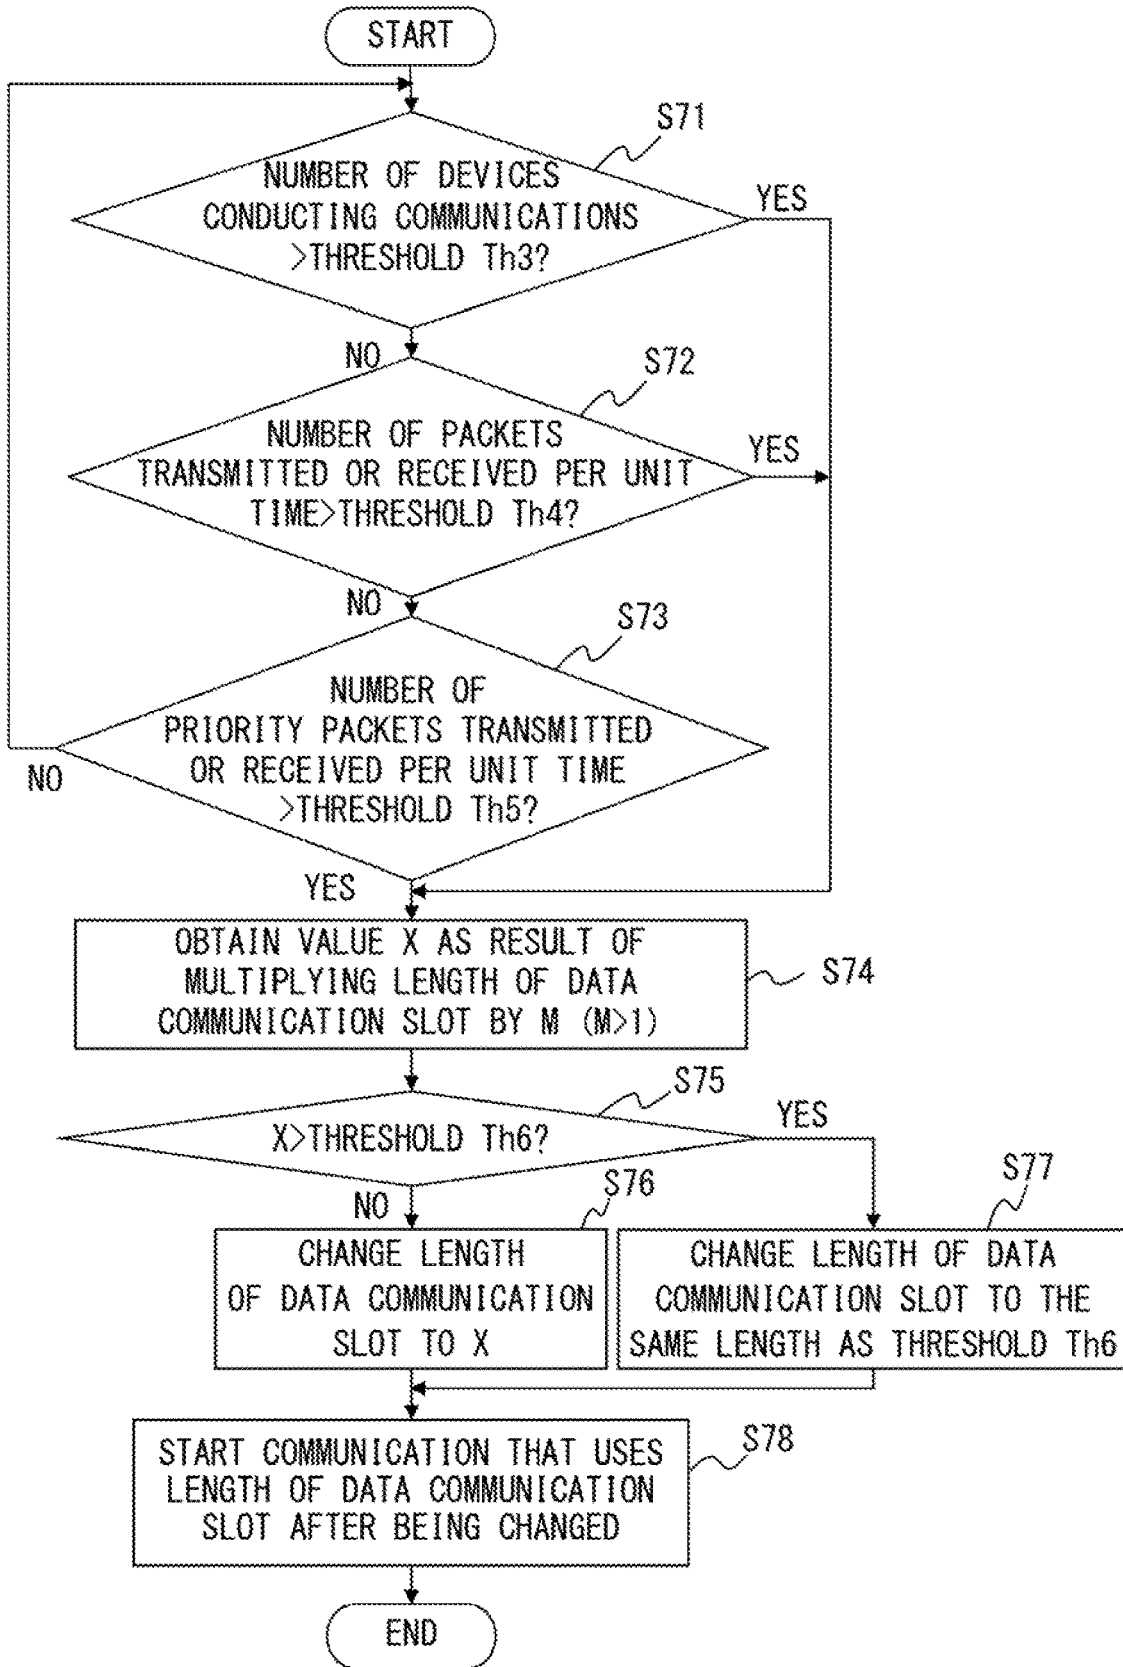 START
S71
NUMBER OF DEVICES
CONDUCTING COMMUNICATIONS
>THRESHOLD Th3?
YES
NO
S72
NUMBER OF PACKETS
TRANSMITTED OR RECEIVED PER UNIT
TIME>THRESHOLD Th4?
YES
NO
S73
NUMBER OF
PRIORITY PACKETS TRANSMITTED
OR RECEIVED PER UNIT TIME
>THRESHOLD Th5?
NO
YES
OBTAIN VALUE X AS RESULT OF
MULTIPLYING LENGTH OF DATA
COMMUNICATION SLOT BY M (M>1)
S74
S75
X>THRESHOLD Th6?
YES
NO
S76
CHANGE LENGTH
OF DATA COMMUNICATION
SLOT TO X
S77
CHANGE LENGTH OF DATA
COMMUNICATION SLOT TO THE
SAME LENGTH AS THRESHOLD Th6
S78
START COMMUNICATION THAT USES
LENGTH OF DATA COMMUNICATION
SLOT AFTER BEING CHANGED
END